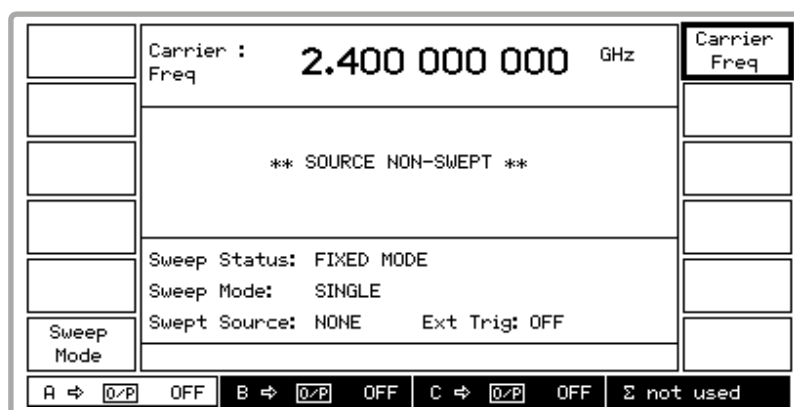 Carrier :
Freq
2.400 000 000 GHz
Carrier
Freq
** SOURCE NON-SWEPT **
Sweep Status: FIXED MODE
Sweep Mode: SINGLE
Swept Source: NONE Ext Trig: OFF
Sweep
Mode
A ⇨ O/P OFF B ⇨ O/P OFF C ⇨ O/P OFF Σ not used